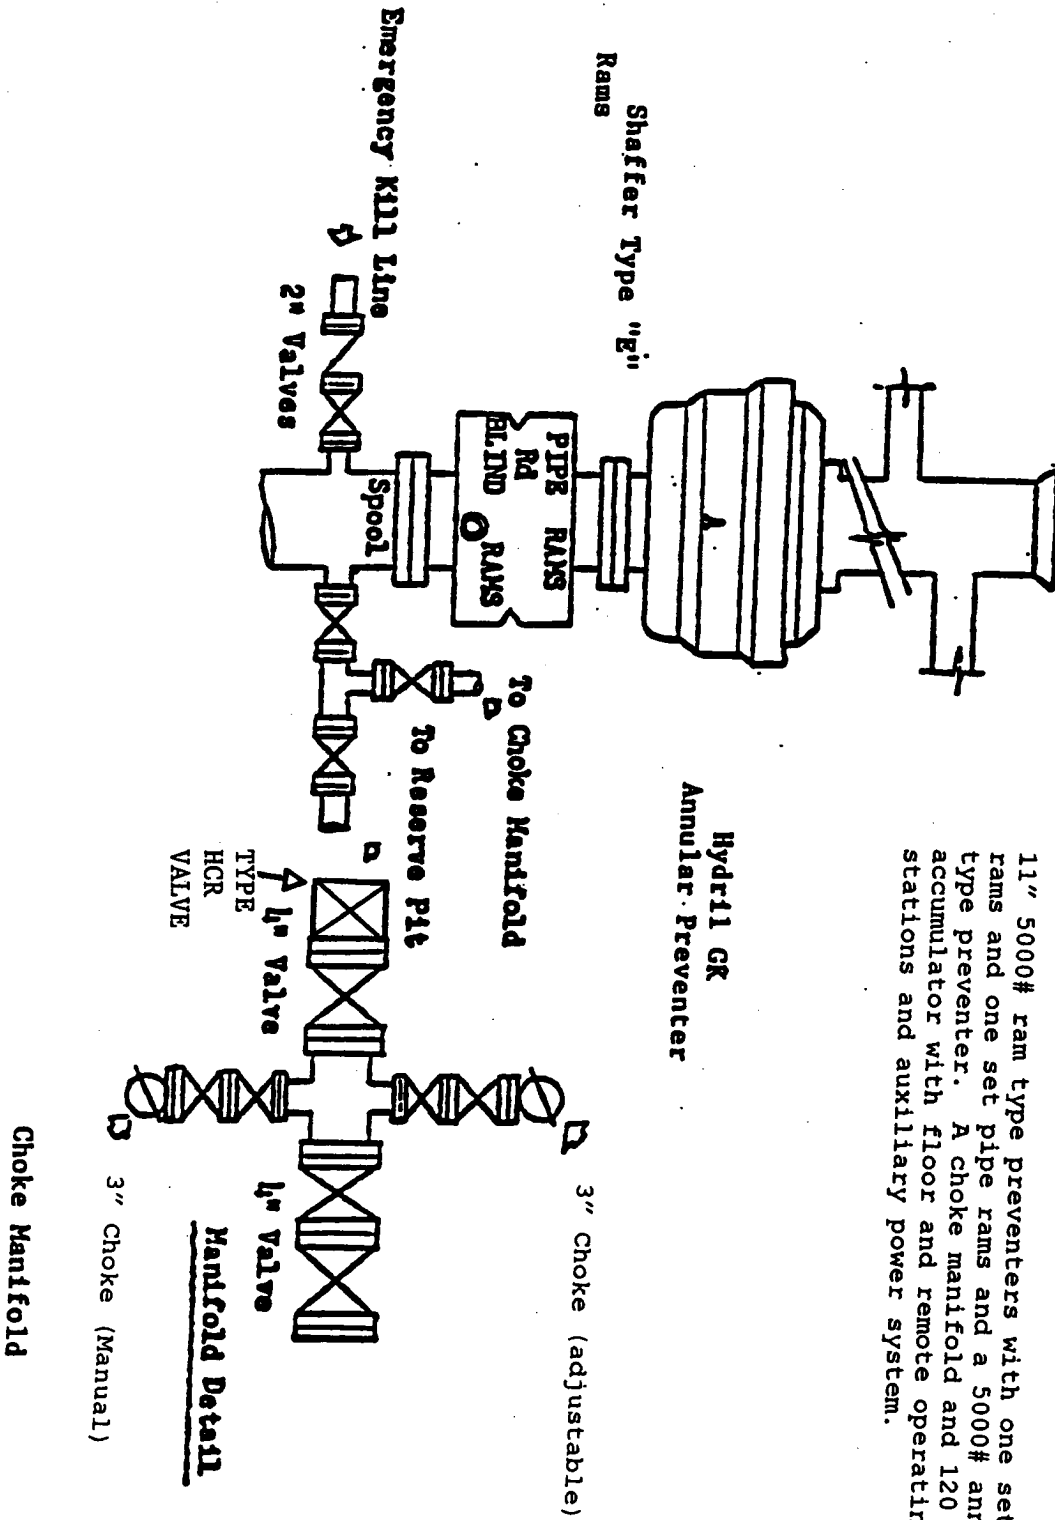 11" 5000# ram type preventers with one set
rams and one set pipe rams and a 5000#
type preventer. A choke manifold and 120
accumulator with floor and remote
stations and auxiliary power system.
Hydril GK
Annular Preventer
Shaffer Type "E"
Rams
PIPE RAMS
Rd
BLIND RAMS
Spool
Emergency Kill Line
2" Valves
To Choke Manifold
To Reserve Pit
TYPE
HCR
VALVE
4" Valve
4" Valve
3" Choke (adjustable)
3" Choke (Manual)
Manifold Detail
Choke Manifold